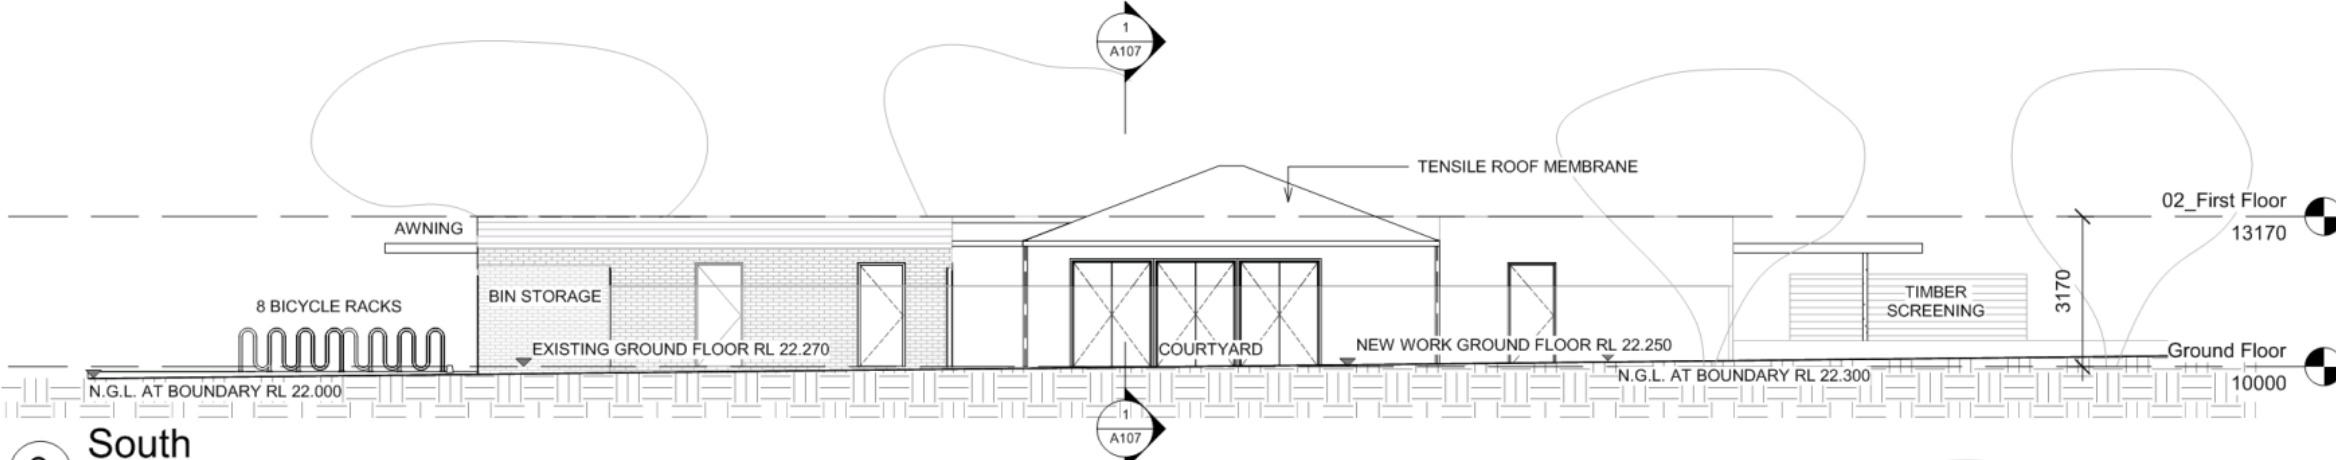 1
A107
TENSILE ROOF MEMBRANE
02_First Floor
AWNING
13170
BIN STORAGE
8 BICYCLE RACKS
TIMBER
SCREENING
3170
EXISTING GROUND FLOOR RL 22.270
COURTYARD
NEW WORK GROUND FLOOR RL 22.250
Ground Floor
N.G.L. AT BOUNDARY RL 22.000
N.G.L. AT BOUNDARY RL 22.300
10000
1
A107
South